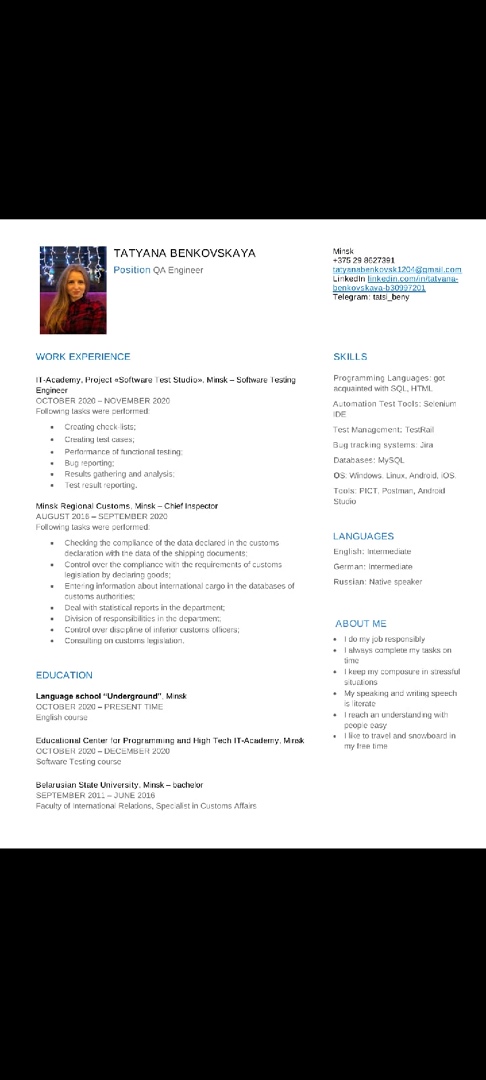 TATYANA BENKOVSKAYA
Position QA Engineer
Minsk
+375 29 8627391
tatyanabenkovsk1204@gmail.com
LinkedIn linkedin.com/in/tatyana-
benkovskaya-b30997201
Telegram: tatsi_beny
WORK EXPERIENCE
IT-Academy, Project «Software Test Studio», Minsk – Software Testing
Engineer
OCTOBER 2020 – NOVEMBER 2020
Following tasks were performed:
• Creating check-lists;
• Creating test cases;
• Performance of functional testing;
• Bug reporting;
• Results gathering and analysis;
• Test result reporting.
Minsk Regional Customs, Minsk – Chief Inspector
AUGUST 2016 – SEPTEMBER 2020
Following tasks were performed:
• Checking the compliance of the data declared in the customs
declaration with the data of the shipping documents;
• Control over the compliance with the requirements of customs
legislation by declaring goods;
• Entering information about international cargo in the databases of
customs authorities;
• Deal with statistical reports in the department;
• Division of responsibilities in the department;
• Control over discipline of inferior customs officers;
• Consulting on customs legislation.
EDUCATION
Language school “Underground”, Minsk
OCTOBER 2020 – PRESENT TIME
English course
Educational Center for Programming and High Tech IT-Academy, Minsk
OCTOBER 2020 – DECEMBER 2020
Software Testing course
Belarusian State University, Minsk – bachelor
SEPTEMBER 2011 – JUNE 2016
Faculty of International Relations, Specialist in Customs Affairs
SKILLS
Programming Languages: got
acquainted with SQL, HTML
Automation Test Tools: Selenium
IDE
Test Management: TestRail
Bug tracking systems: Jira
Databases: MySQL
OS: Windows, Linux, Android, iOS.
Tools: PICT, Postman, Android
Studio
LANGUAGES
English: Intermediate
German: Intermediate
Russian: Native speaker
ABOUT ME
• I do my job responsibly
• I always complete my tasks on
time
• I keep my composure in stressful
situations
• My speaking and writing speech
is literate
• I reach an understanding with
people easy
• I like to travel and snowboard in
my free time